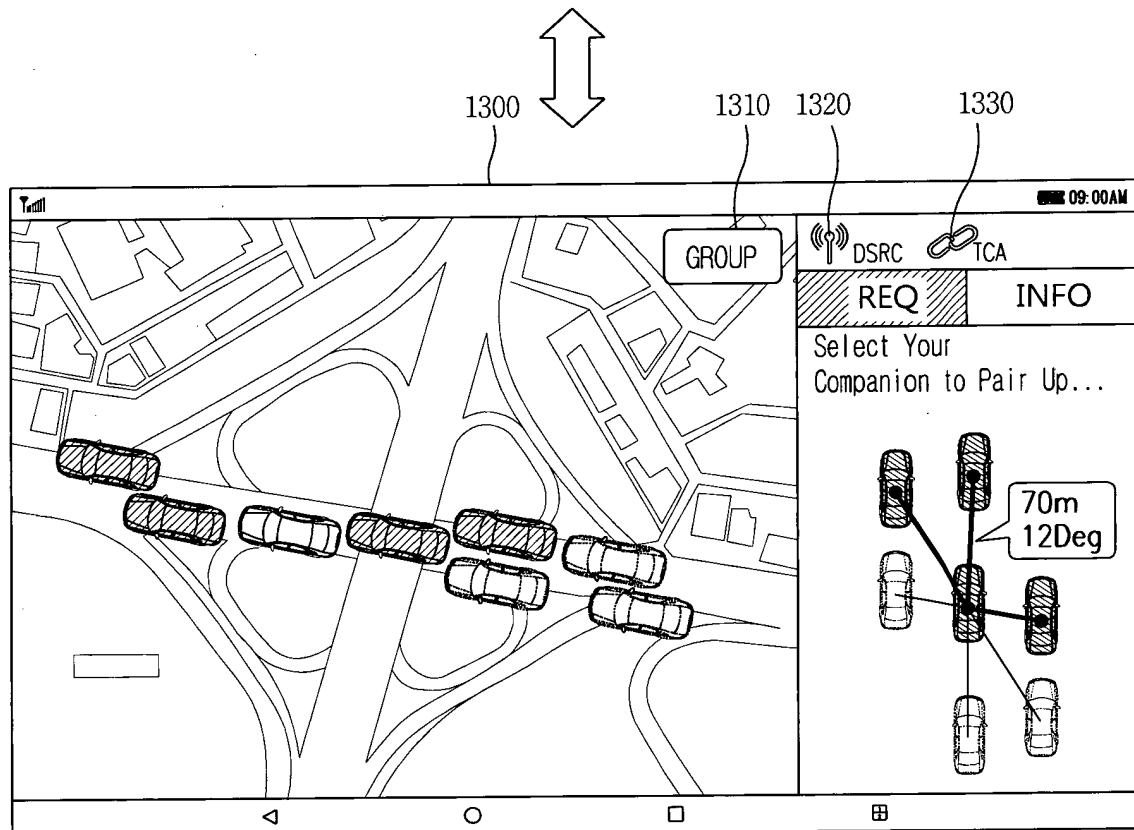 1300 1310 1320 1330
09:00AM
GROUP
DSRC TCA
REQ INFO
Select Your
Companion to Pair Up...
70m
12Deg